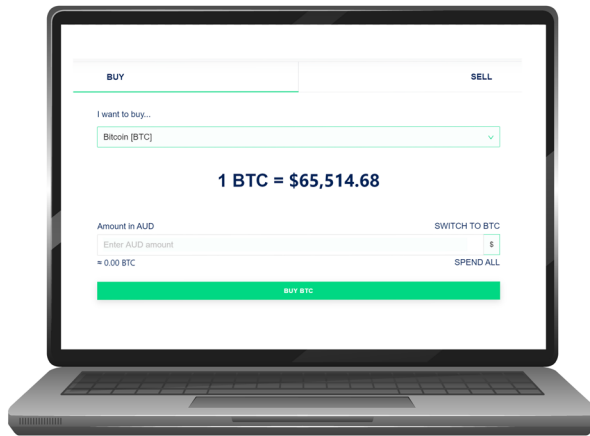 BUY SELL
I want to buy...
Bitcoin [BTC]
1 BTC = $65,514.68
Amount in AUD SWITCH TO BTC
Enter AUD amount $
= 0.00 BTC SPEND ALL
BUY BTC